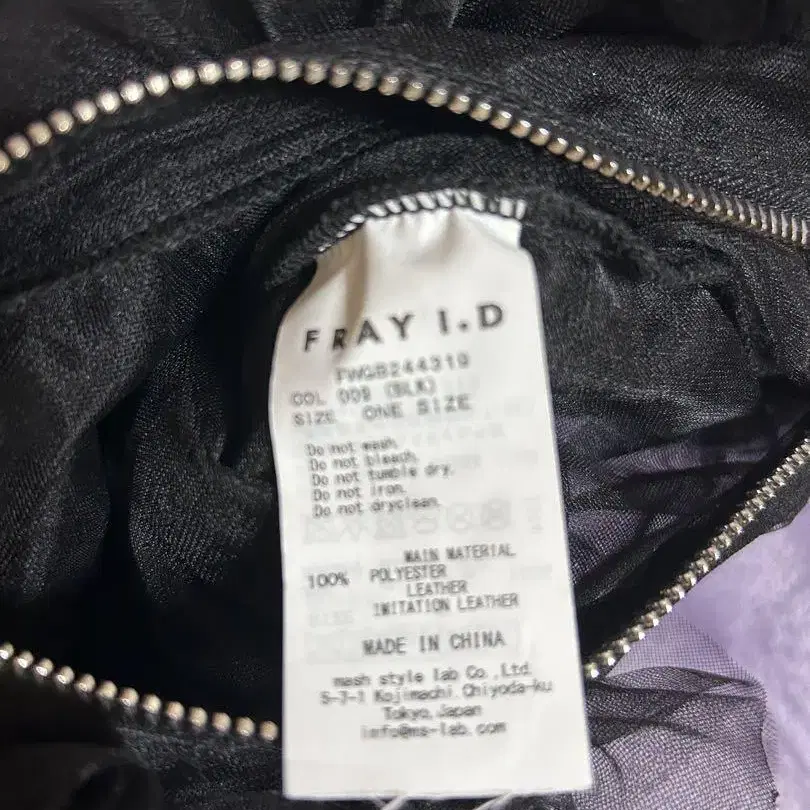 FRAY I.D
FWGB244319
COL 009 (BLK)
SIZE ONE SIZE
Do not wash.
Do not bleach.
Do not tumble dry.
Do not iron.
Do not dryclean.
MAIN MATERIAL
100% POLYESTER
LEATHER
IMITATION LEATHER
MADE IN CHINA
mash style lab Co.,Ltd.
5-7-1 Kojimachi.Chiyoda-ku
Tokyo,Japan
info@ms-lab.com